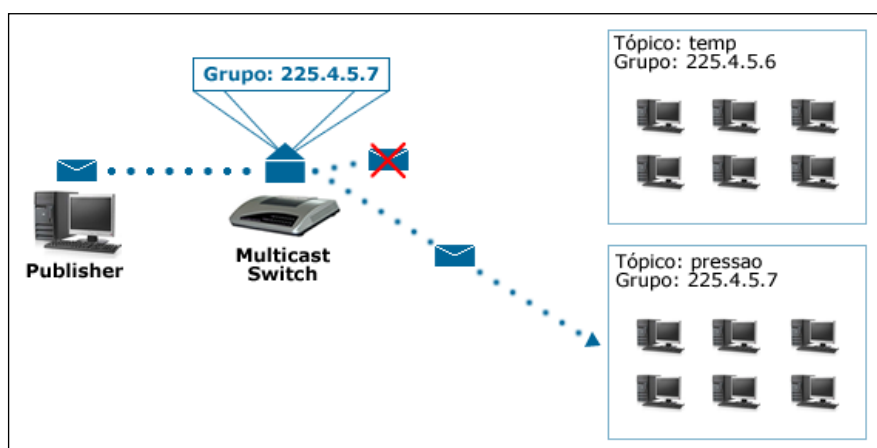 Grupo: 225.4.5.7
Publisher
Multicast
Switch
Tópico: temp
Grupo: 225.4.5.6
Tópico: pressao
Grupo: 225.4.5.7